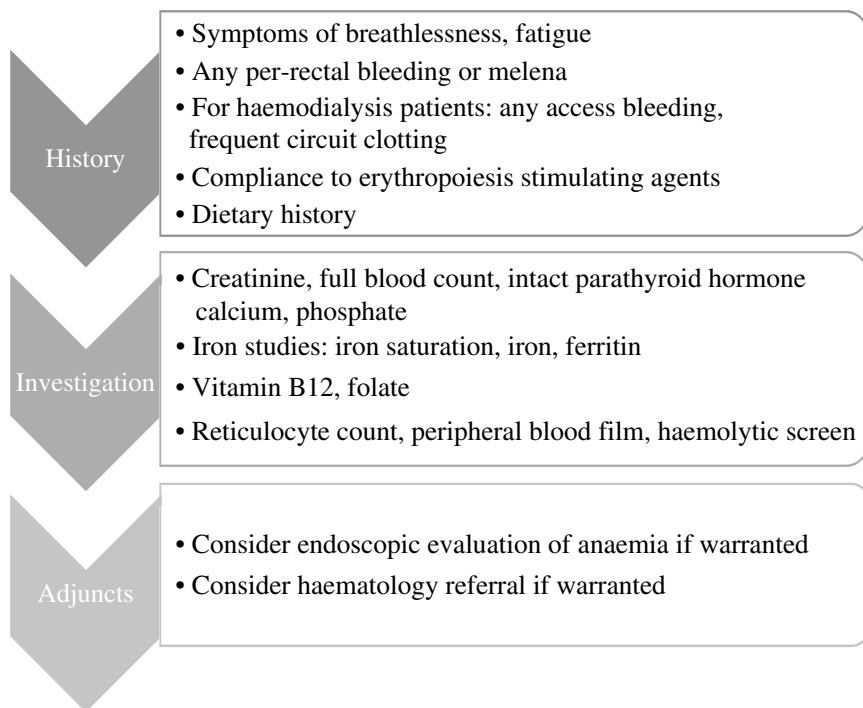 History
• Symptoms of breathlessness, fatigue
• Any per-rectal bleeding or melena
• For haemodialysis patients: any access bleeding,
frequent circuit clotting
• Compliance to erythropoiesis stimulating agents
• Dietary history
Investigation
• Creatinine, full blood count, intact parathyroid hormone
calcium, phosphate
• Iron studies: iron saturation, iron, ferritin
• Vitamin B12, folate
• Reticulocyte count, peripheral blood film, haemolytic screen
Adjuncts
• Consider endoscopic evaluation of anaemia if warranted
• Consider haematology referral if warranted